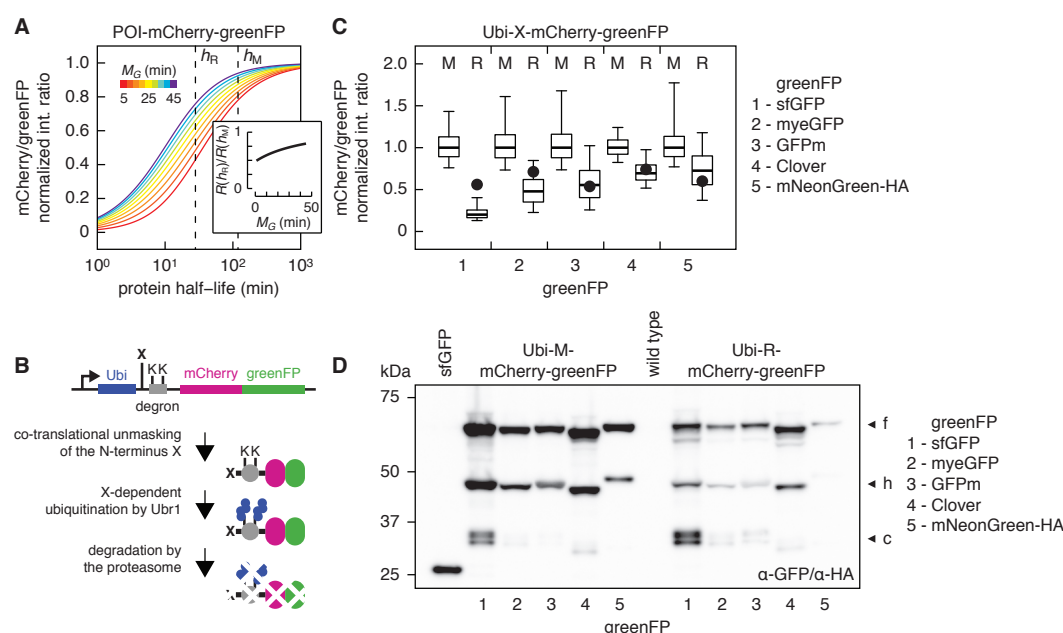 A
POI-mCherry-greenFP
mCherry/greenFP
normalized int. ratio
1.0
0.8
0.6
0.4
0.2
0
M_G (min)
5 25 45
h_R
h_M
R(h_R)/R(h_M)
1
0
0 50
M_G (min)
10⁰ 10¹ 10² 10³
protein half–life (min)
B
X
K K
Ubi mCherry greenFP
degron
co-translational unmasking
of the N-terminus X
K K
X
X-dependent
ubiquitination by Ubr1
X
degradation by
the proteasome
X
C
Ubi-X-mCherry-greenFP
mCherry/greenFP
normalized int. ratio
2.0
1.5
1.0
0.5
0.0
M R M R M R M R M R
1 2 3 4 5
greenFP
greenFP
1 - sfGFP
2 - myeGFP
3 - GFPm
4 - Clover
5 - mNeonGreen-HA
D
kDa
sfGFP
Ubi-M-
mCherry-greenFP
wild type
Ubi-R-
mCherry-greenFP
75
50
37
25
f
h
c
α-GFP/α-HA
1 2 3 4 5 1 2 3 4 5
greenFP
greenFP
1 - sfGFP
2 - myeGFP
3 - GFPm
4 - Clover
5 - mNeonGreen-HA